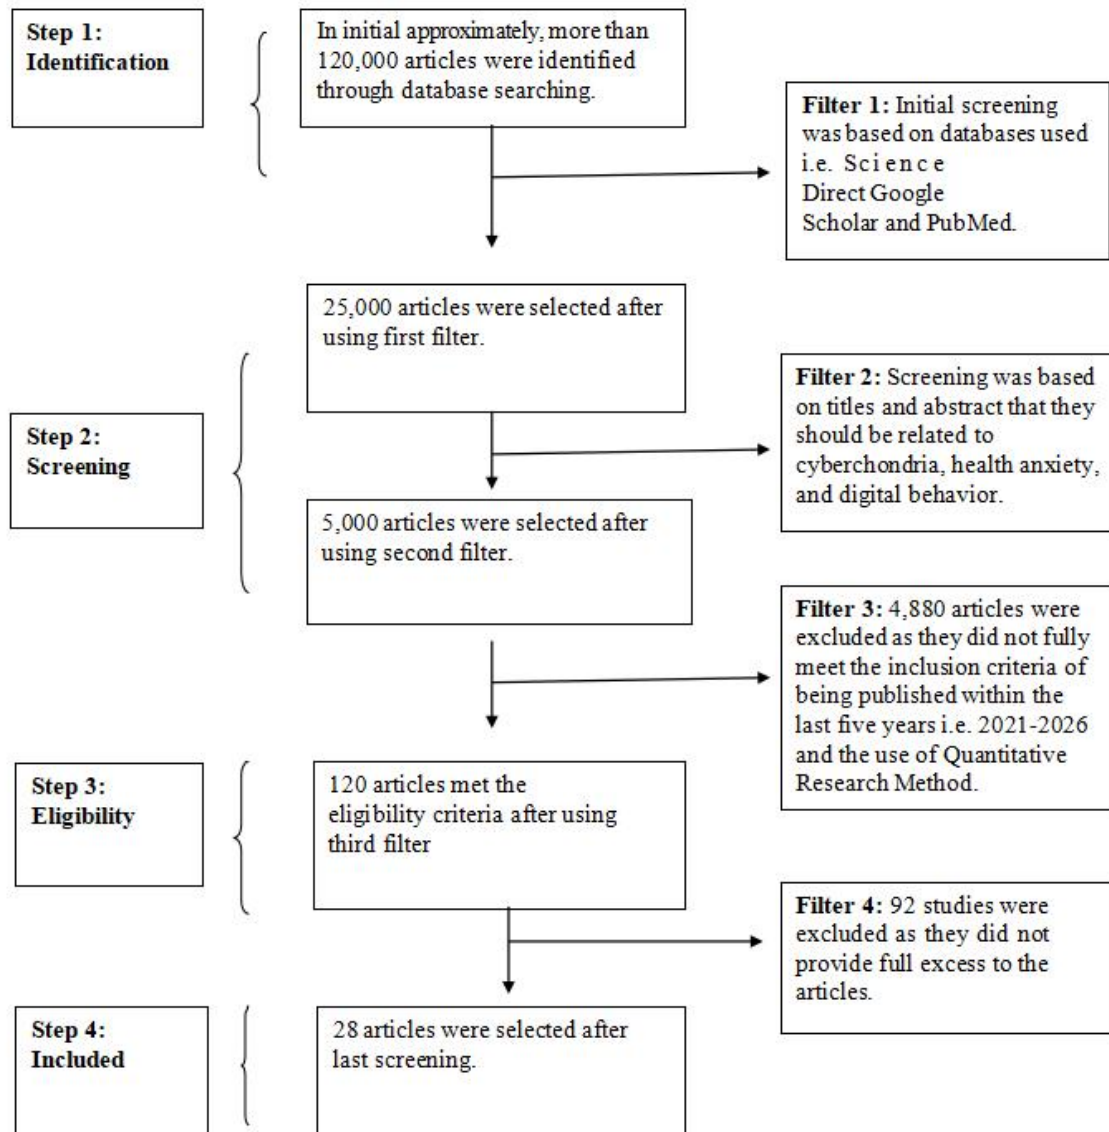 Step 1:
Identification
In initial approximately, more than
120,000 articles were identified
through database searching.
Filter 1: Initial screening
was based on databases used
i.e. Science
Direct Google
Scholar and PubMed.
25,000 articles were selected after
using first filter.
Step 2:
Screening
Filter 2: Screening was based
on titles and abstract that they
should be related to
cyberchondria, health anxiety,
and digital behavior.
5,000 articles were selected after
using second filter.
Filter 3: 4,880 articles were
excluded as they did not fully
meet the inclusion criteria of
being published within the
last five years i.e. 2021-2026
and the use of Quantitative
Research Method.
Step 3:
Eligibility
120 articles met the
eligibility criteria after using
third filter
Filter 4: 92 studies were
excluded as they did not
provide full excess to the
articles.
Step 4:
Included
28 articles were selected after
last screening.